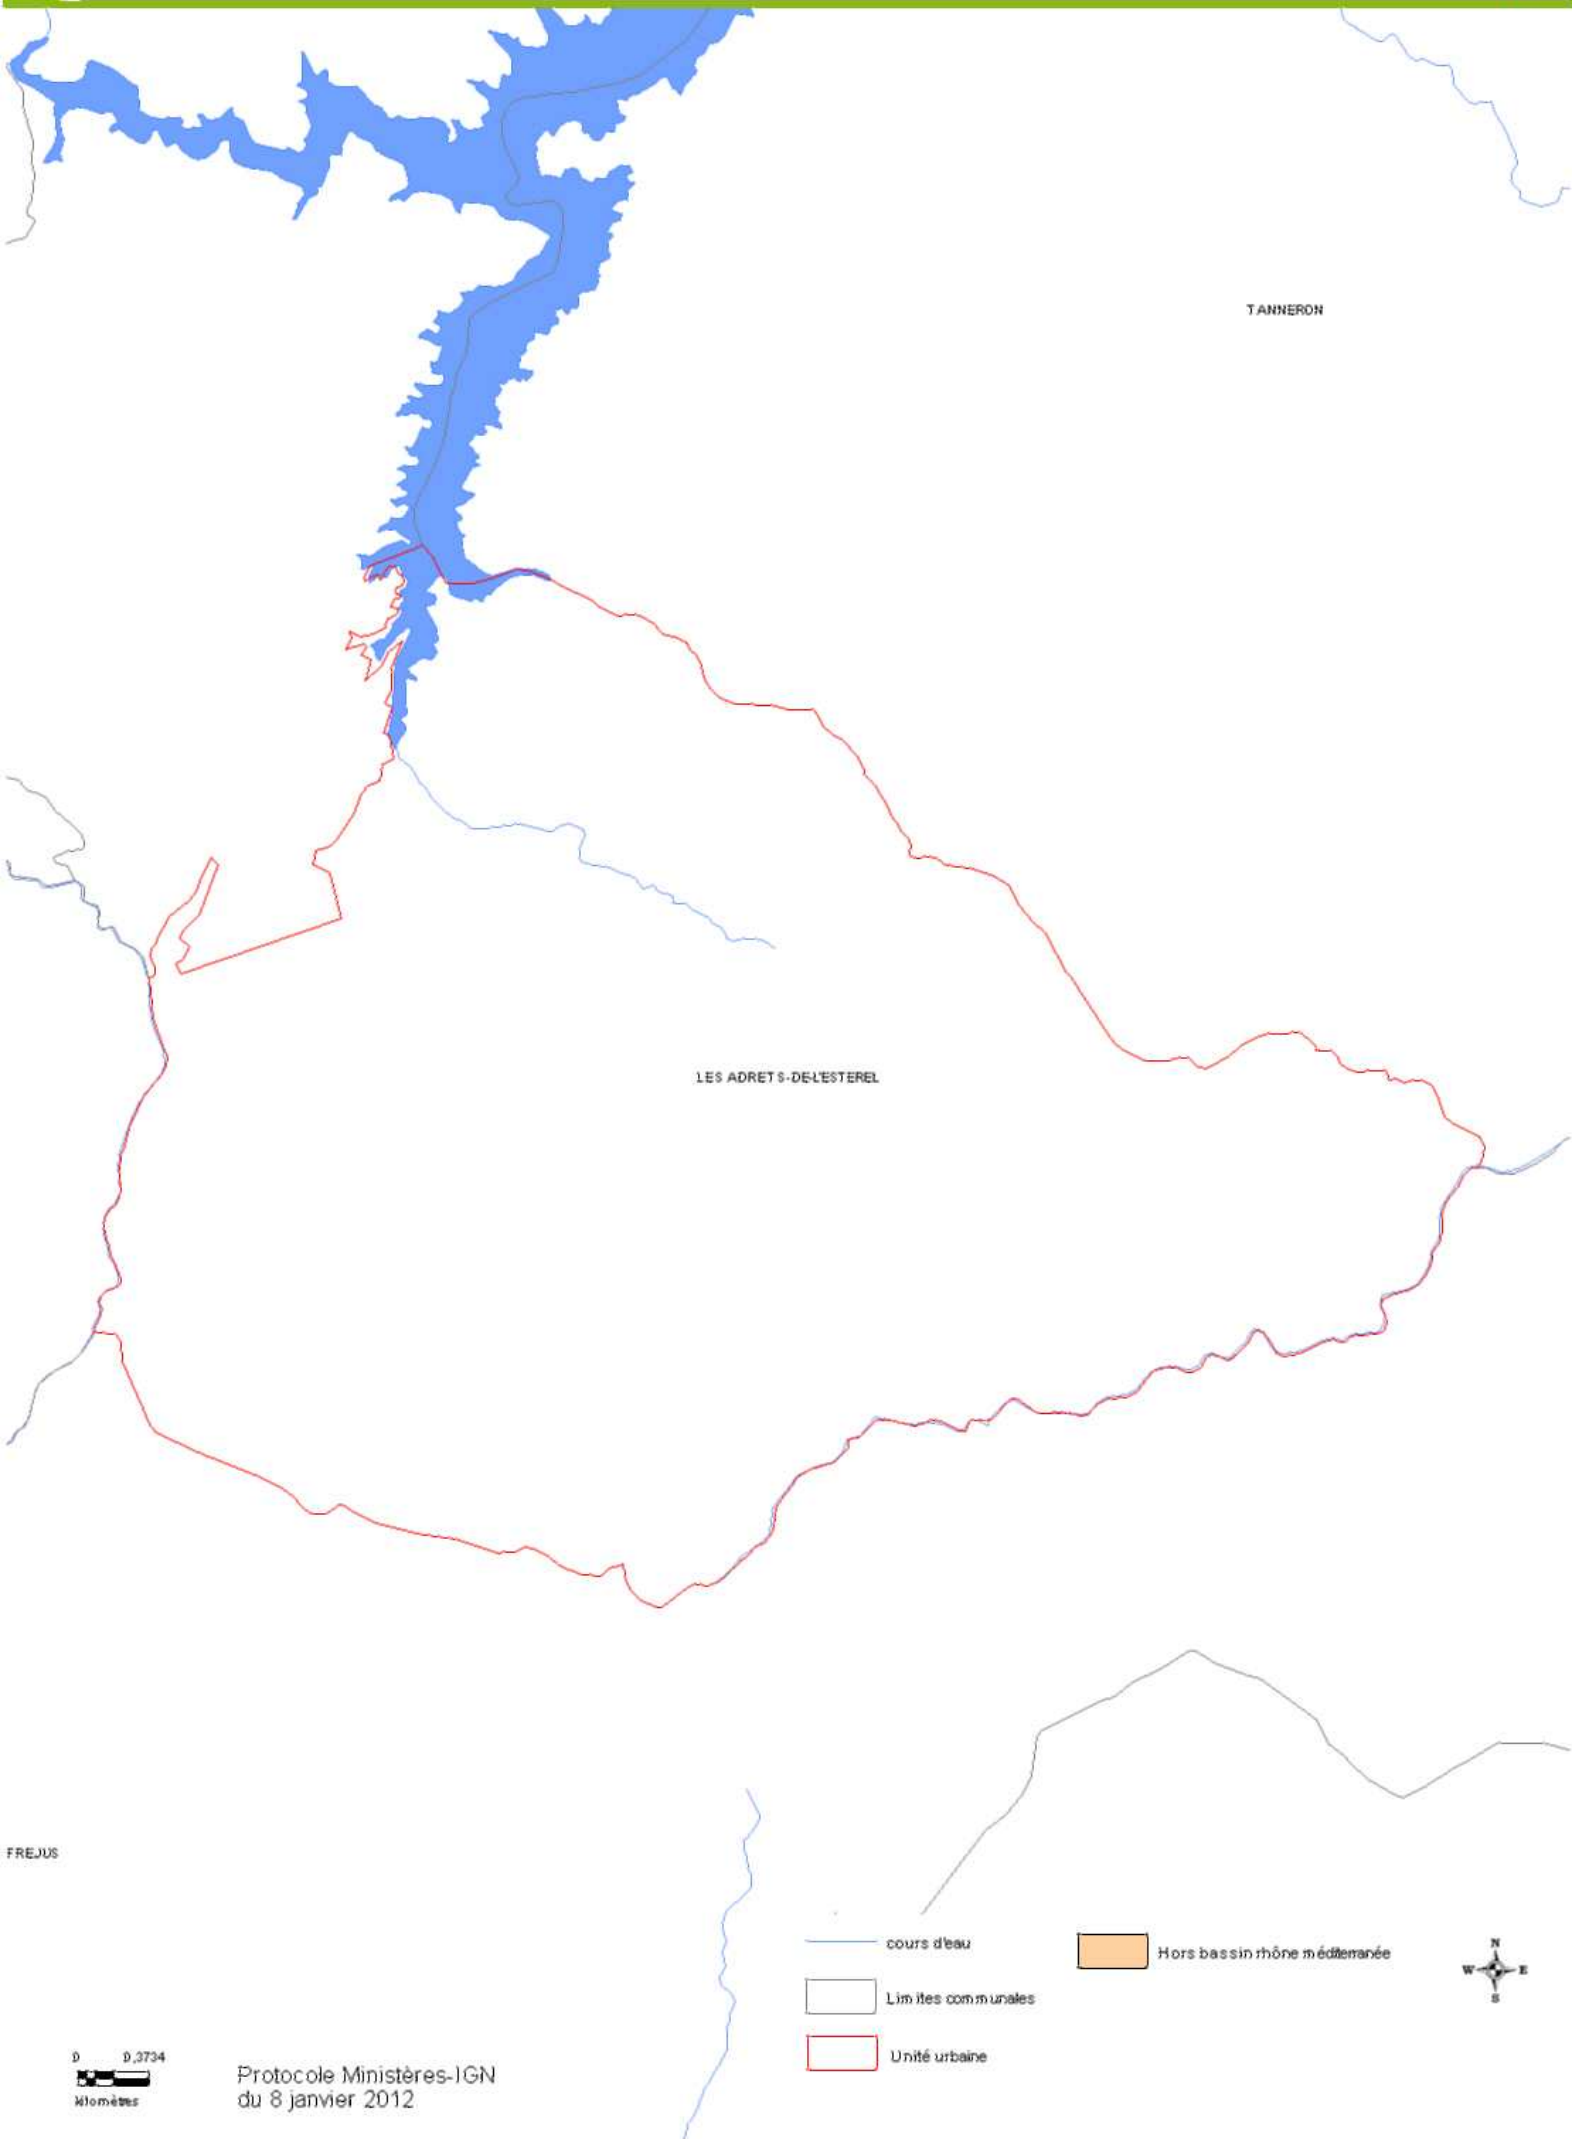 TANNERON
LES ADRETS-DE-L'ESTEREL
FREJUS
cours d'eau
Hors bassin rhône méditerranée
Limites communales
Unité urbaine
N
W E
S
0 0,3734
kilomètres
Protocole Ministères-IGN
du 8 janvier 2012